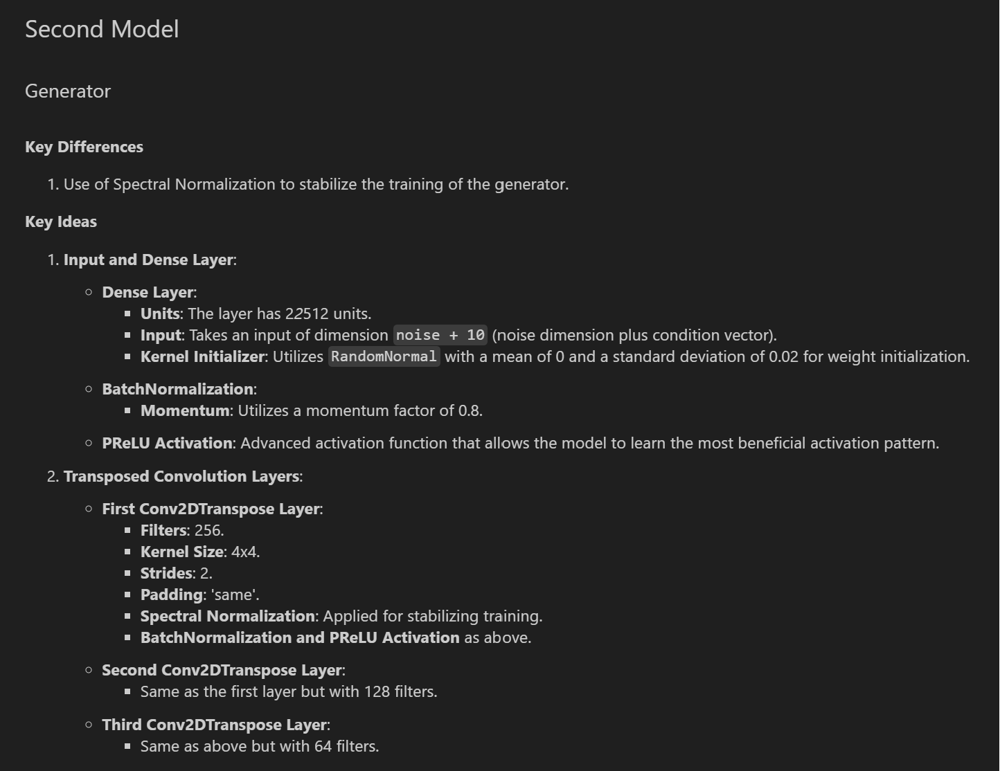 Second Model
Generator
Key Differences
1. Use of Spectral Normalization to stabilize the training of the generator.
Key Ideas
1. Input and Dense Layer:
Dense Layer:
Units: The layer has 22512 units.
Input: Takes an input of dimension noise + 10 (noise dimension plus condition vector).
Kernel Initializer: Utilizes RandomNormal with a mean of 0 and a standard deviation of 0.02 for weight initialization.
BatchNormalization:
Momentum: Utilizes a momentum factor of 0.8.
PReLU Activation: Advanced activation function that allows the model to learn the most beneficial activation pattern.
2. Transposed Convolution Layers:
First Conv2DTranspose Layer:
Filters: 256.
Kernel Size: 4x4.
Strides: 2.
Padding: 'same'.
Spectral Normalization: Applied for stabilizing training.
BatchNormalization and PReLU Activation as above.
Second Conv2DTranspose Layer:
Same as the first layer but with 128 filters.
Third Conv2DTranspose Layer:
Same as above but with 64 filters.